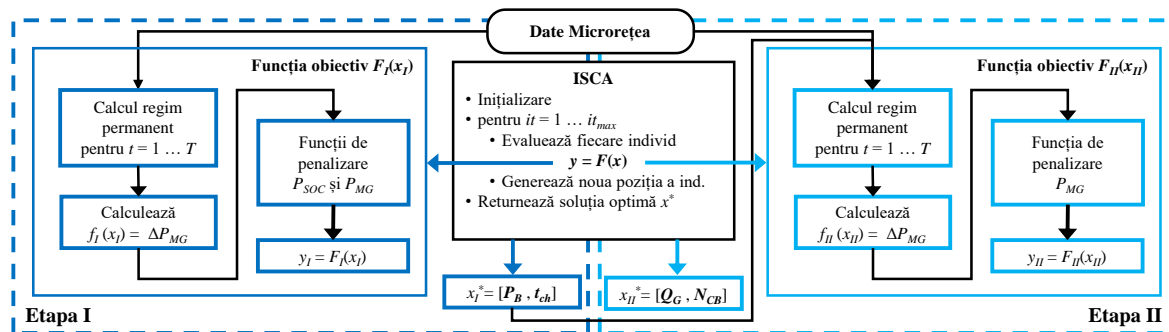 Date Microrețea
Funcția obiectiv F_I(x_I)
Calcul regim
permanent
pentru t = 1 … T
Calculează
f_I (x_I) = ΔP_MG
Funcții de
penalizare
P_SOC și P_MG
y_I = F_I(x_I)
ISCA
• Inițializare
• pentru it = 1 … it_max
• Evaluează fiecare individ
y = F(x)
• Generează noua poziția a ind.
• Returnează soluția optimă x*
x_I* = [P_B , t_ch]
x_II* = [Q_G , N_CB]
Funcția obiectiv F_II(x_II)
Calcul regim
permanent
pentru t = 1 … T
Calculează
f_II (x_II) = ΔP_MG
Funcția de
penalizare
P_MG
y_II = F_II(x_II)
Etapa I
Etapa II